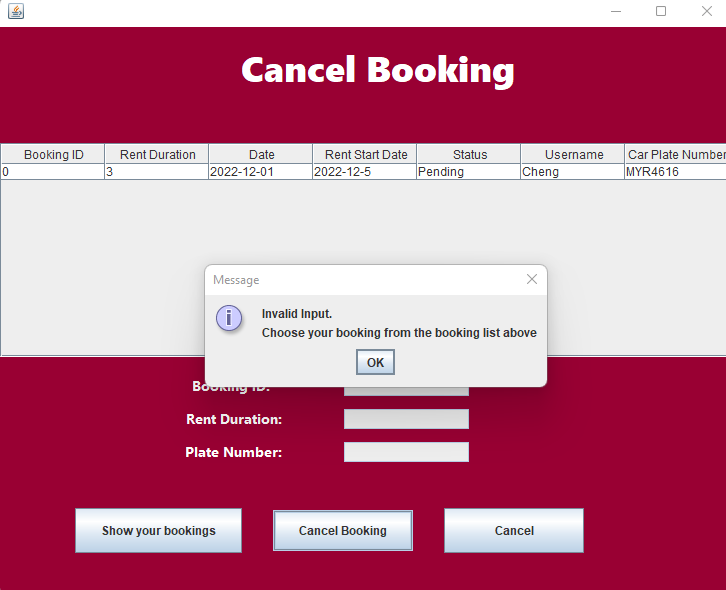 Cancel Booking
Booking ID Rent Duration Date Rent Start Date Status Username Car Plate Number
0 3 2022-12-01 2022-12-5 Pending Cheng MYR4616
Message
Invalid Input.
Choose your booking from the booking list above
OK
Booking ID:
Rent Duration:
Plate Number:
Show your bookings Cancel Booking Cancel